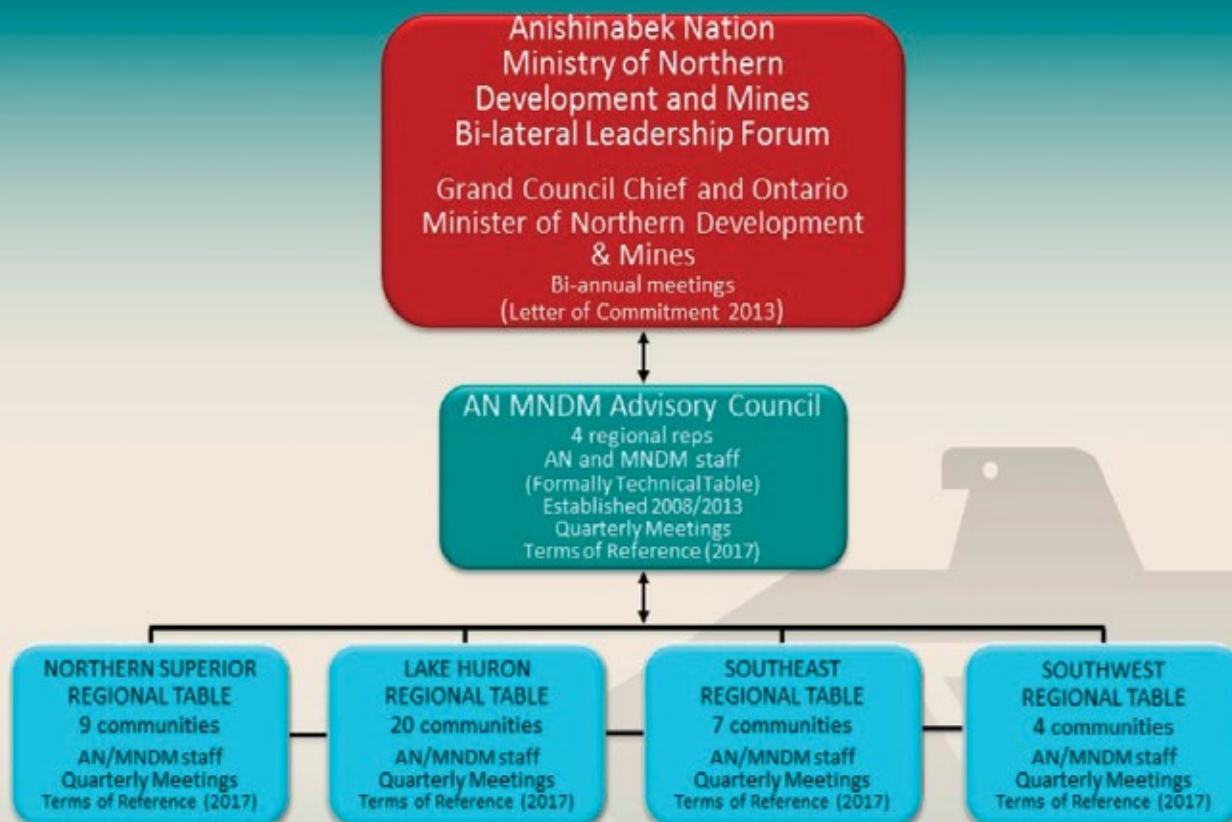 Anishinabek Nation
Ministry of Northern
Development and Mines
Bi-lateral Leadership Forum
Grand Council Chief and Ontario
Minister of Northern Development
& Mines
Bi-annual meetings
(Letter of Commitment 2013)
AN MNDM Advisory Council
4 regional reps
AN and MNDM staff
(Formally Technical Table)
Established 2008/2013
Quarterly Meetings
Terms of Reference (2017)
NORTHERN SUPERIOR
REGIONAL TABLE
9 communities
AN/MNDM staff
Quarterly Meetings
Terms of Reference (2017)
LAKE HURON
REGIONAL TABLE
20 communities
AN/MNDM staff
Quarterly Meetings
Terms of Reference (2017)
SOUTHEAST
REGIONAL TABLE
7 communities
AN/MNDM staff
Quarterly Meetings
Terms of Reference (2017)
SOUTHWEST
REGIONAL TABLE
4 communities
AN/MNDM staff
Quarterly Meetings
Terms of Reference (2017)